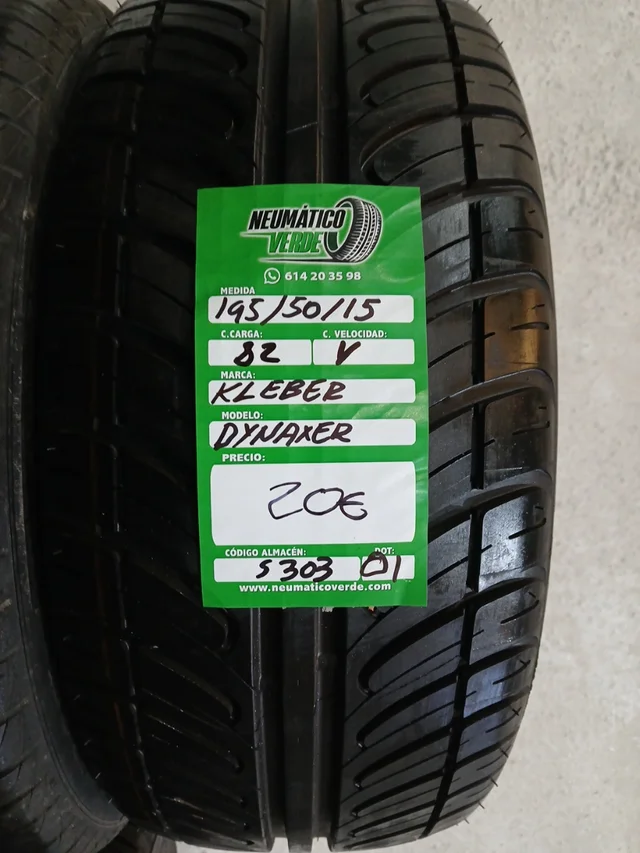 NEUMÁTICO
VERDE
614 20 35 98
MEDIDA
195/50/15
C.CARGA: C. VELOCIDAD:
82 V
MARCA:
KLEBER
MODELO:
DYNAXER
PRECIO:
20€
CÓDIGO ALMACÉN: DOT:
S303 01
www.neumaticoverde.com